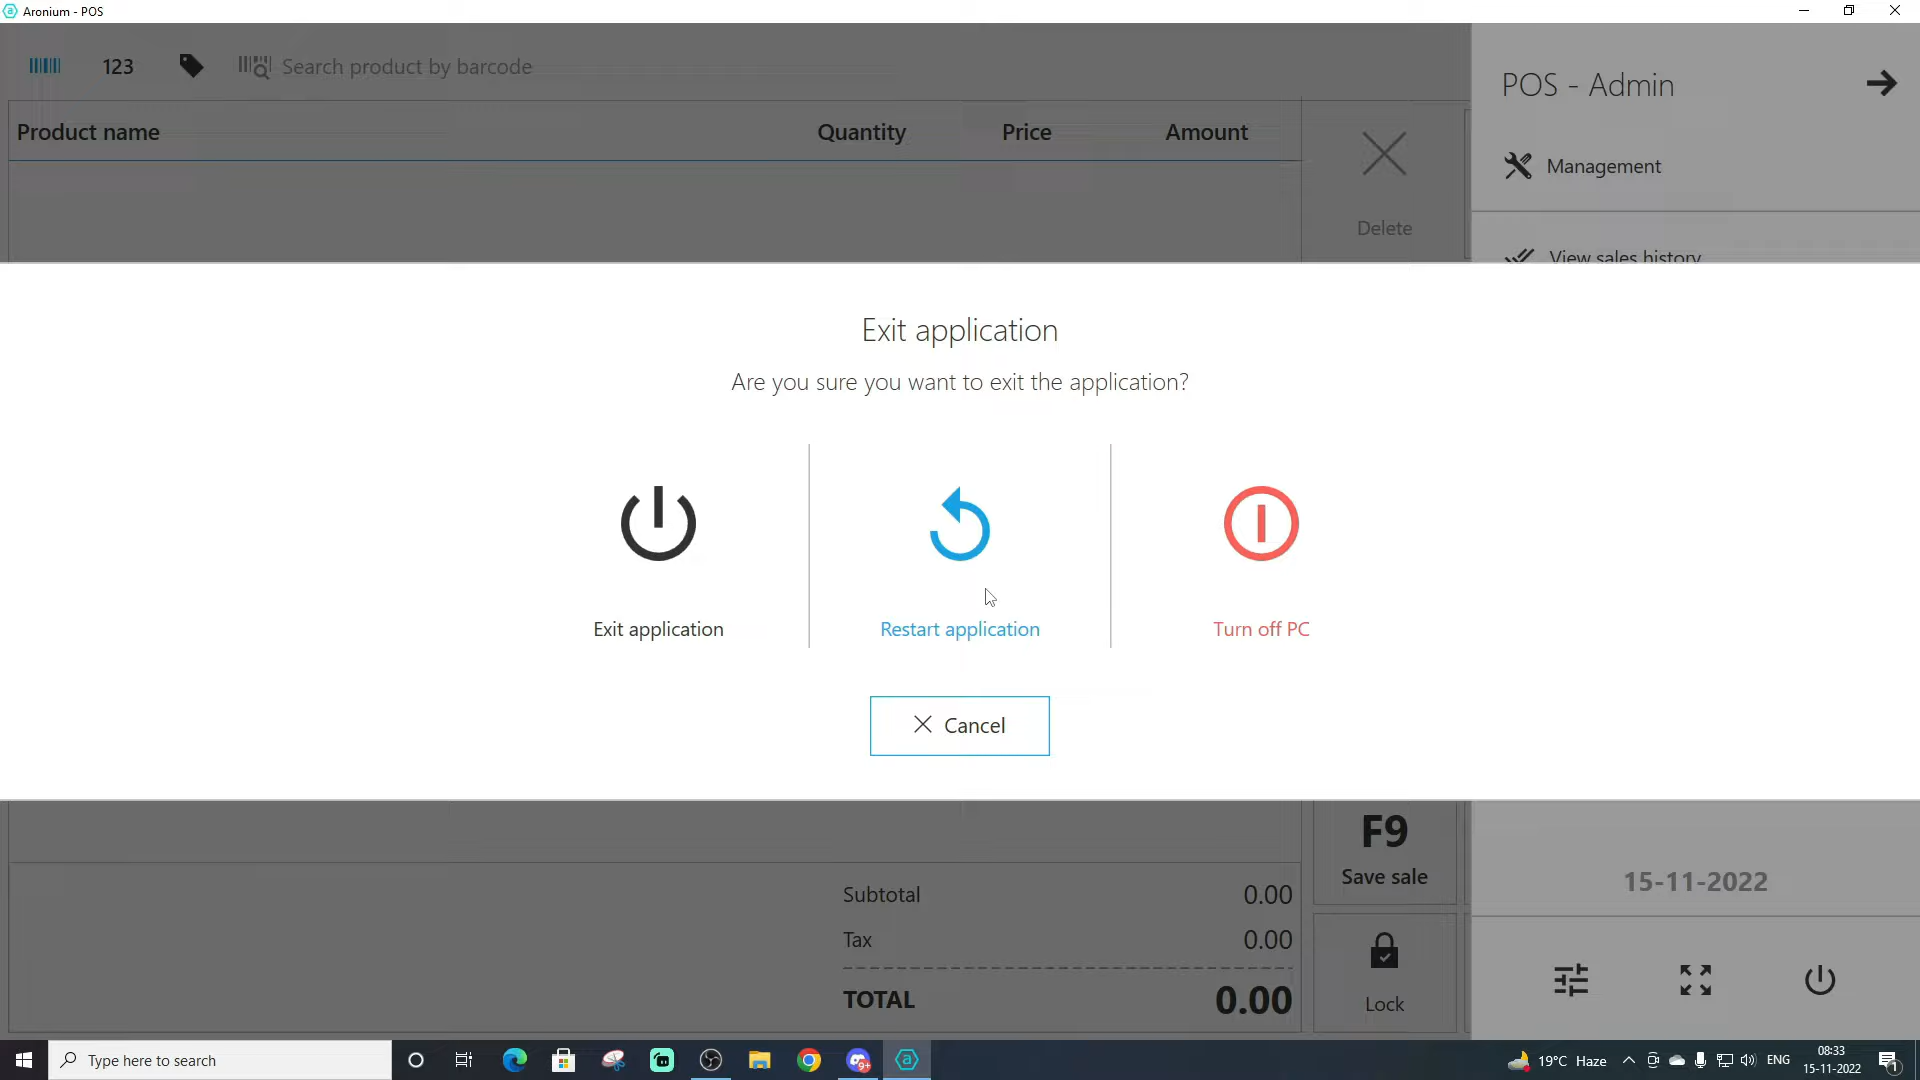 Aronium - POS
123
Search product by barcode
POS - Admin
Product name Quantity Price Amount
Management
Delete
View sales history
Exit application
Are you sure you want to exit the application?
Exit application
Restart application
Turn off PC
Cancel
F9
Save sale
15-11-2022
Subtotal 0.00
Tax 0.00
TOTAL 0.00
Lock
Type here to search
9+
19°C Haze
ENG
08:33
15-11-2022
1